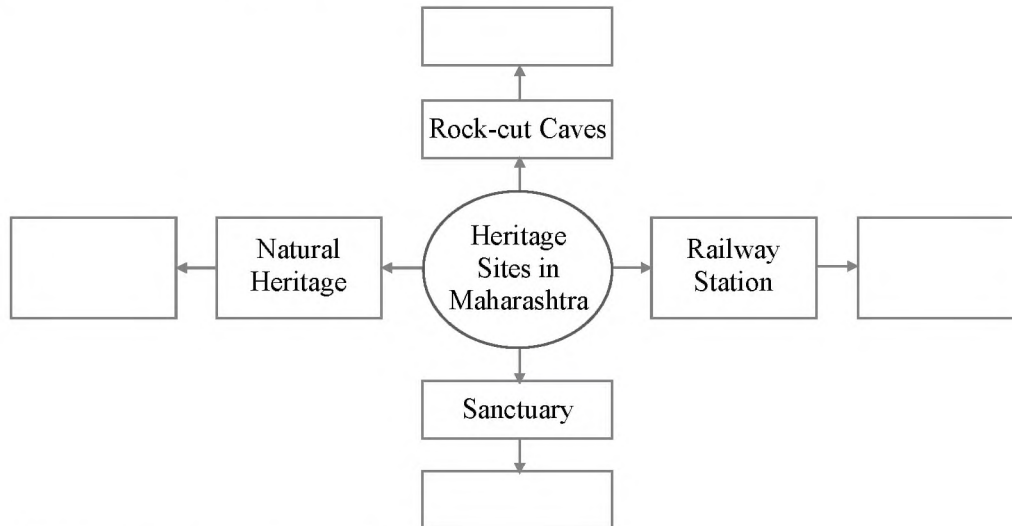 Rock-cut Caves
Natural
Heritage
Heritage
Sites in
Maharashtra
Railway
Station
Sanctuary